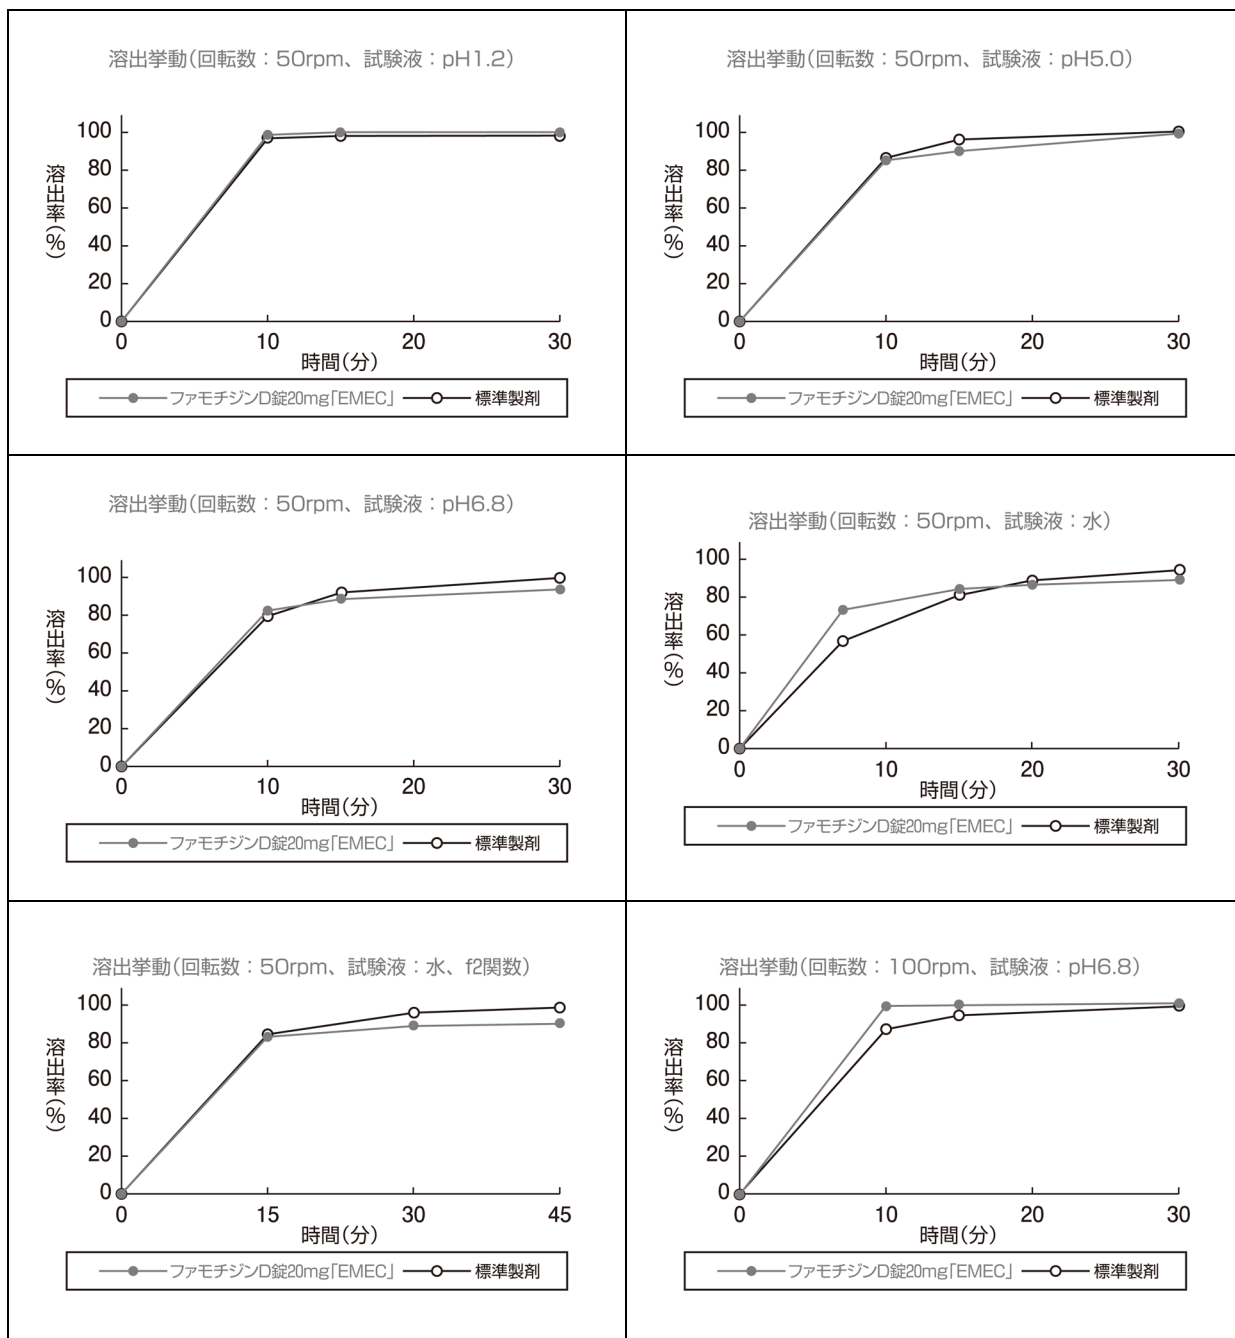 溶出挙動(回転数：50rpm、試験液：pH1.2)
100
80
60
40
20
0
溶出率(%)
0 10 20 30
時間(分)
ファモチジンD錠20mg「EMEC」 標準製剤
溶出挙動(回転数：50rpm、試験液：pH5.0)
100
80
60
40
20
0
溶出率(%)
0 10 20 30
時間(分)
ファモチジンD錠20mg「EMEC」 標準製剤
溶出挙動(回転数：50rpm、試験液：pH6.8)
100
80
60
40
20
0
溶出率(%)
0 10 20 30
時間(分)
ファモチジンD錠20mg「EMEC」 標準製剤
溶出挙動(回転数：50rpm、試験液：水)
100
80
60
40
20
0
溶出率(%)
0 10 20 30
時間(分)
ファモチジンD錠20mg「EMEC」 標準製剤
溶出挙動(回転数：50rpm、試験液：水、f2関数)
100
80
60
40
20
0
溶出率(%)
0 15 30 45
時間(分)
ファモチジンD錠20mg「EMEC」 標準製剤
溶出挙動(回転数：100rpm、試験液：pH6.8)
100
80
60
40
20
0
溶出率(%)
0 10 20 30
時間(分)
ファモチジンD錠20mg「EMEC」 標準製剤